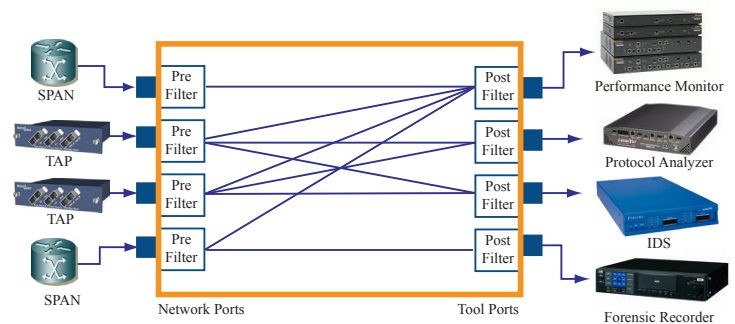 SPAN
Pre
Filter
Post
Filter
Performance Monitor
TAP
Pre
Filter
Post
Filter
Protocol Analyzer
TAP
Pre
Filter
Post
Filter
IDS
SPAN
Pre
Filter
Post
Filter
Forensic Recorder
Network Ports
Tool Ports